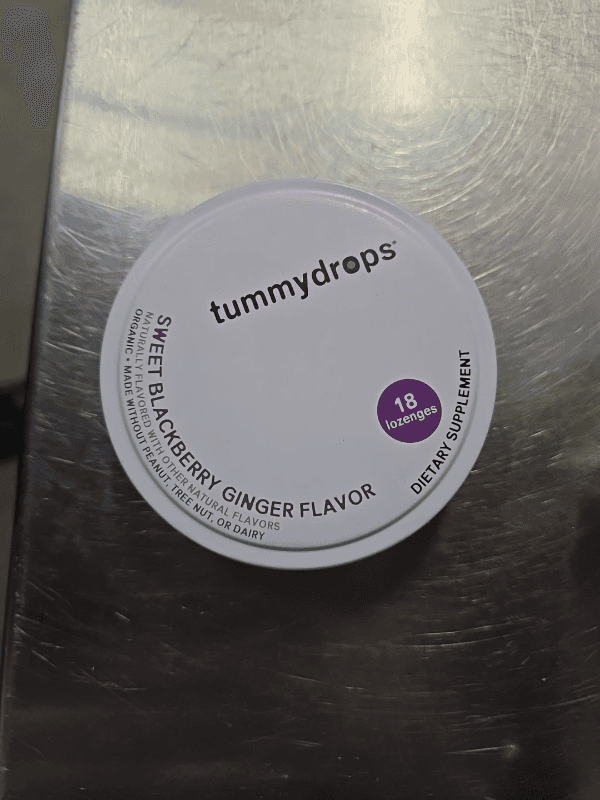 tummydrops®
18
lozenges
DIETARY SUPPLEMENT
SWEET BLACKBERRY GINGER FLAVOR
NATURALLY FLAVORED WITH OTHER NATURAL FLAVORS
ORGANIC • MADE WITHOUT PEANUT, TREE NUT, OR DAIRY